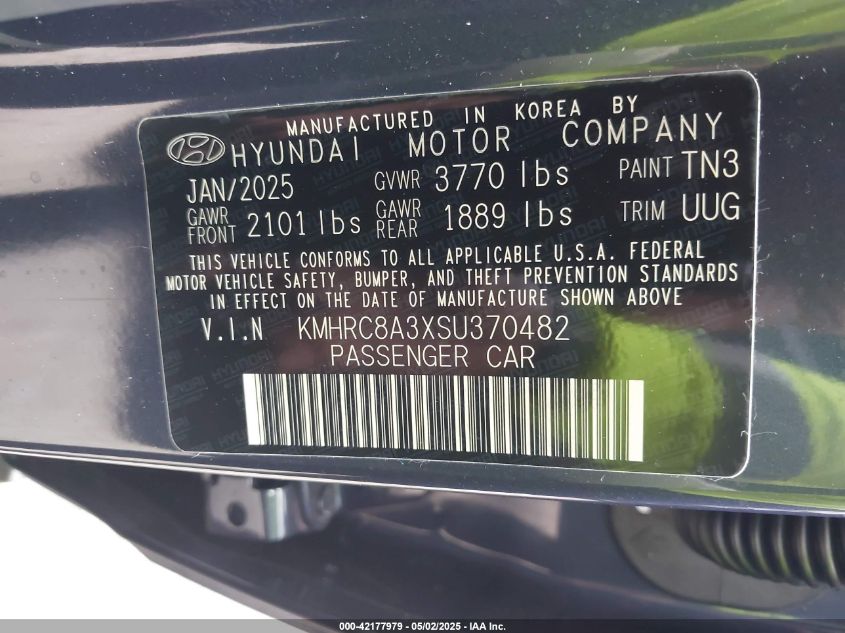 MANUFACTURED IN KOREA BY
HYUNDAI MOTOR COMPANY
JAN/2025 GVWR 3770 lbs PAINT TN3
GAWR FRONT 2101 lbs GAWR REAR 1889 lbs TRIM UUG
THIS VEHICLE CONFORMS TO ALL APPLICABLE U.S.A. FEDERAL
MOTOR VEHICLE SAFETY, BUMPER, AND THEFT PREVENTION STANDARDS
IN EFFECT ON THE DATE OF MANUFACTURE SHOWN ABOVE
V.I.N KMHRC8A3XSU370482
PASSENGER CAR
000-42177979 - 05/02/2025 - IAA Inc.